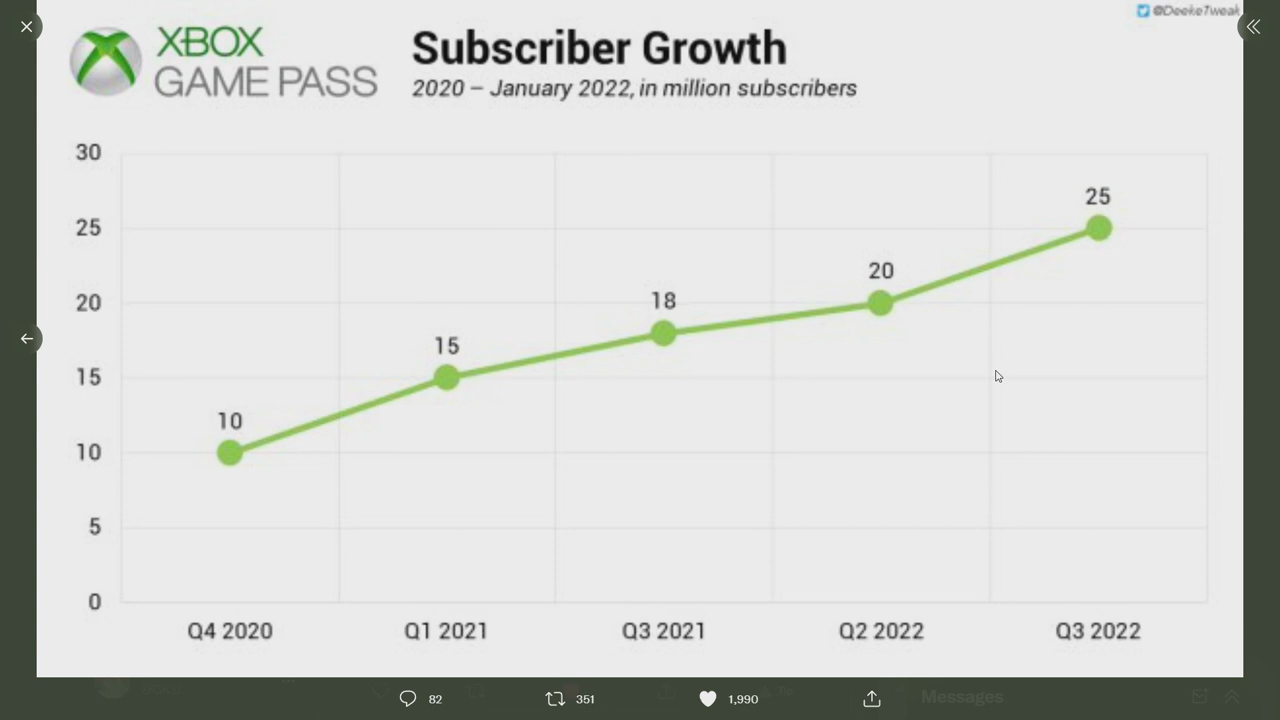 @DeekeTweak
XBOX
GAME PASS
Subscriber Growth
2020 – January 2022, in million subscribers
30
25
20
15
10
5
0
10
15
18
20
25
Q4 2020
Q1 2021
Q3 2021
Q2 2022
Q3 2022
82
351
1,990
Messages